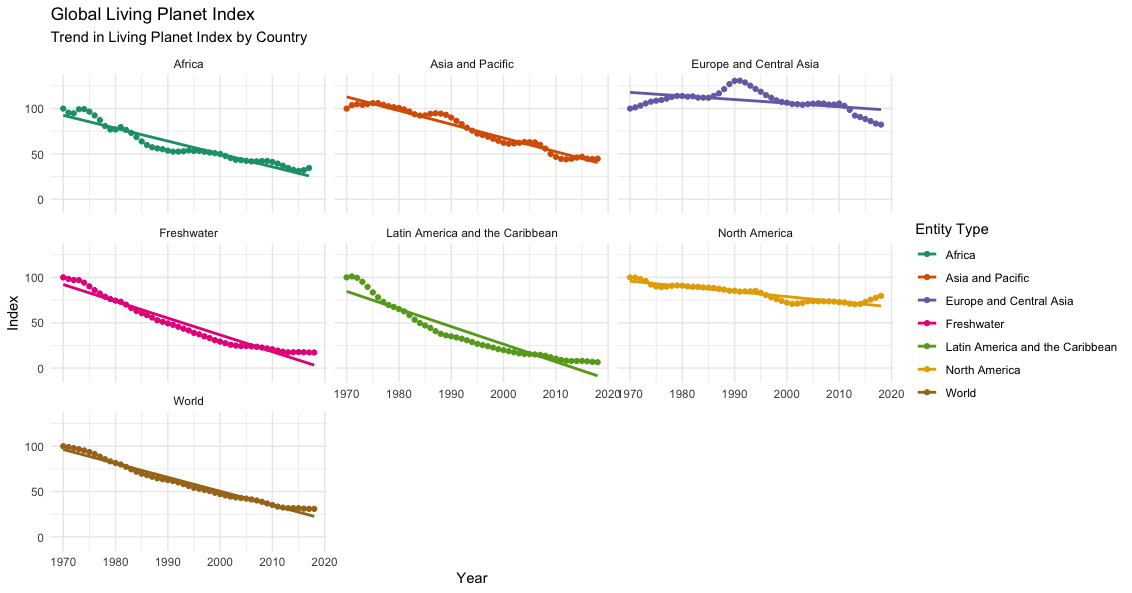 Global Living Planet Index
Trend in Living Planet Index by Country
Africa
Asia and Pacific
Europe and Central Asia
100
50
0
Freshwater
Latin America and the Caribbean
North America
100
50
0
1970 1980 1990 2000 2010 2020
1970 1980 1990 2000 2010 2020
World
100
50
0
1970 1980 1990 2000 2010 2020
Index
Year
Entity Type
Africa
Asia and Pacific
Europe and Central Asia
Freshwater
Latin America and the Caribbean
North America
World